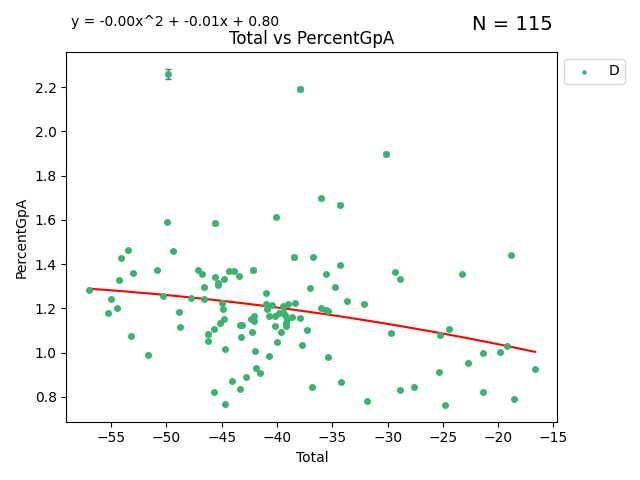 y = -0.00x^2 + -0.01x + 0.80
N = 115
Total vs PercentGpA
D
PercentGpA
2.2
2.0
1.8
1.6
1.4
1.2
1.0
0.8
−55 −50 −45 −40 −35 −30 −25 −20 −15
Total